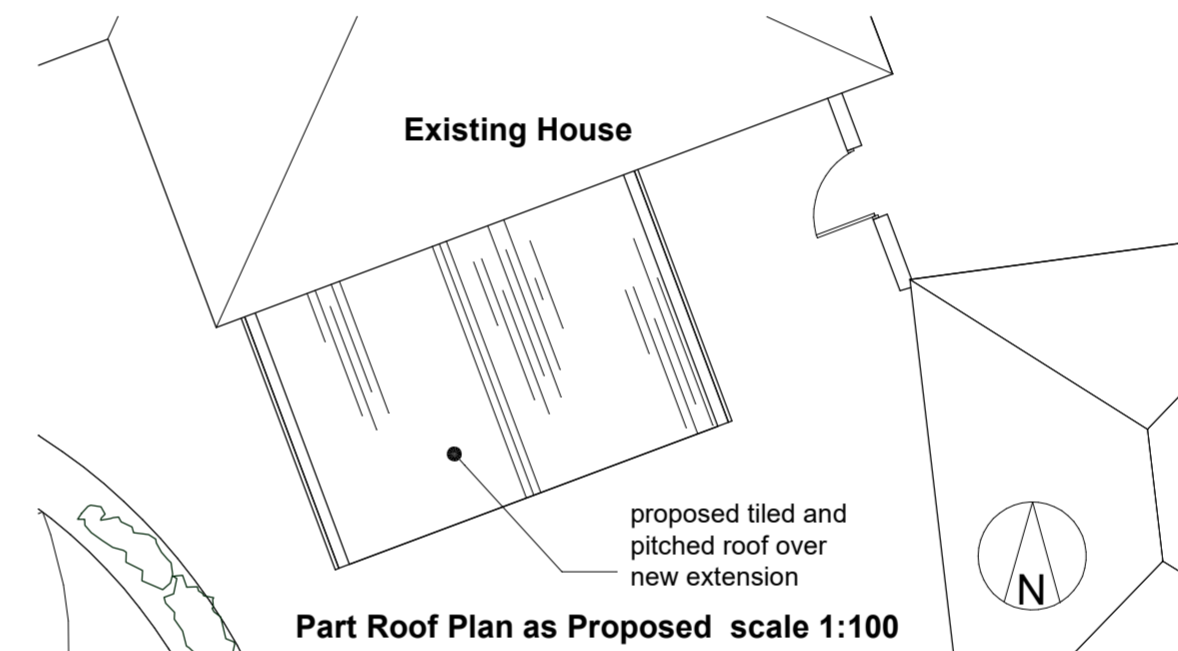 Existing House
proposed tiled and
pitched roof over
new extension
N
Part Roof Plan as Proposed  scale 1:100